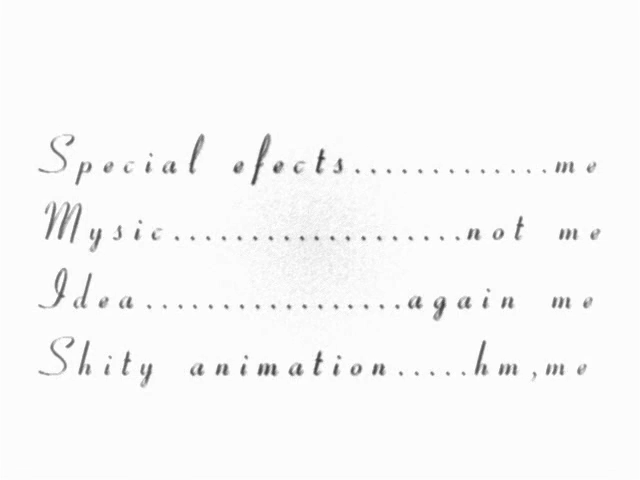 Special efects.............me
Mysic...................not me
Idea.................again me
Shity animation.....hm,me